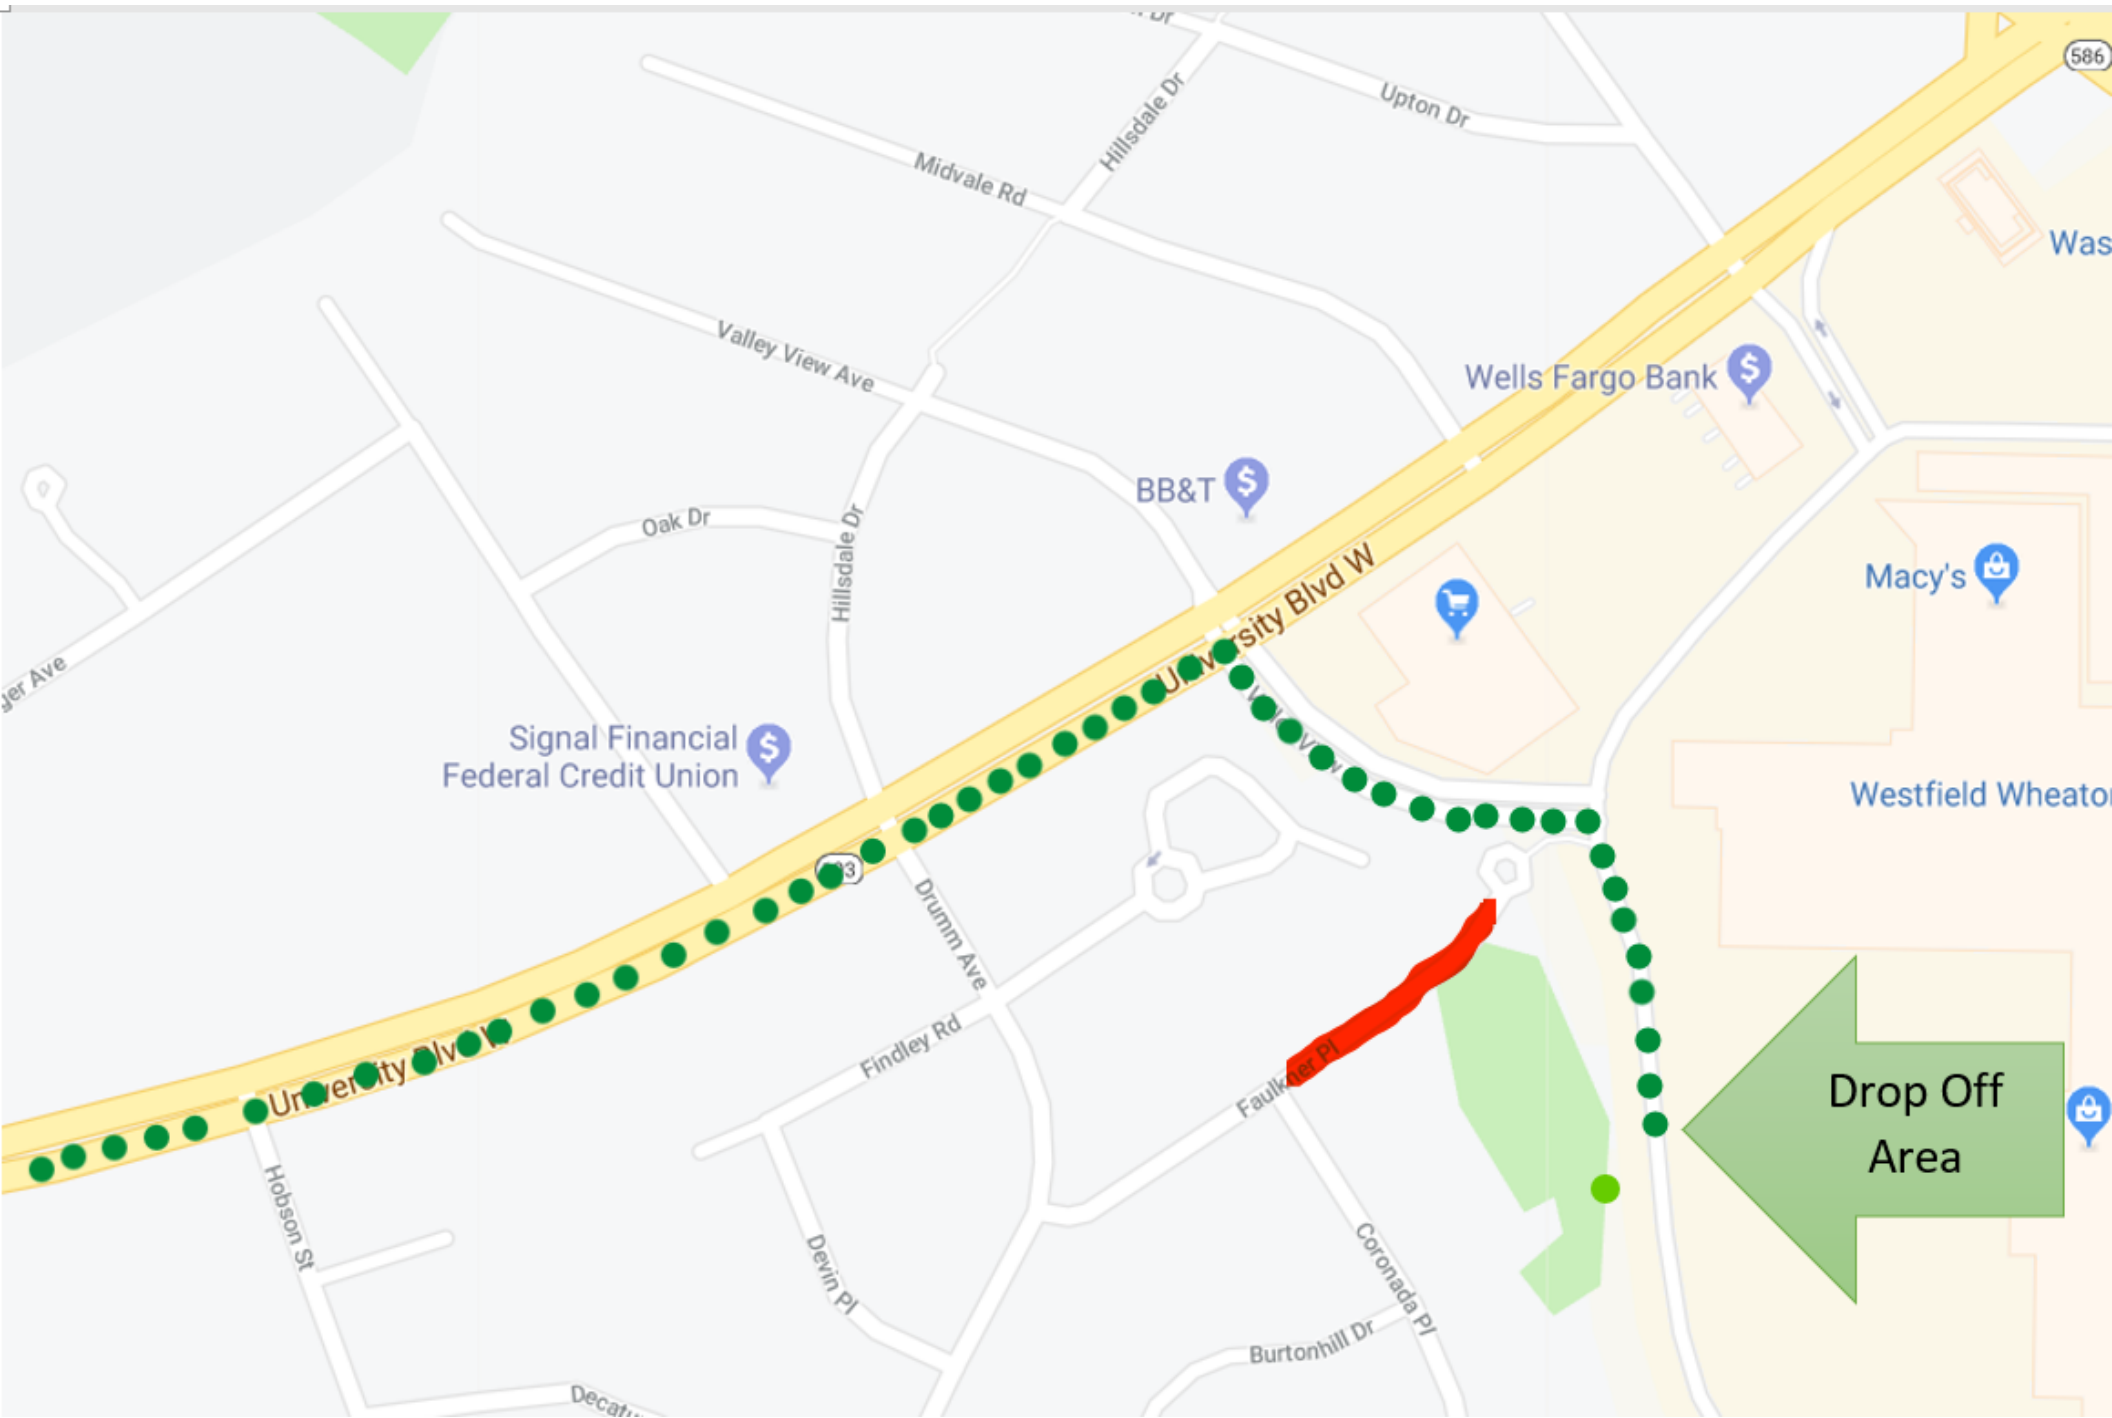 586
Upton Dr
Hillsdale Dr
Midvale Rd
Valley View Ave
Wells Fargo Bank
BB&T
Oak Dr
Hillsdale Dr
University Blvd W
Macy's
Signal Financial
Federal Credit Union
Drumm Ave
University Blvd W
Findley Rd
Faulkner Pl
Drop Off
Area
Hobson St
Devin Pl
Coronada Pl
Burtonhill Dr
Westfield